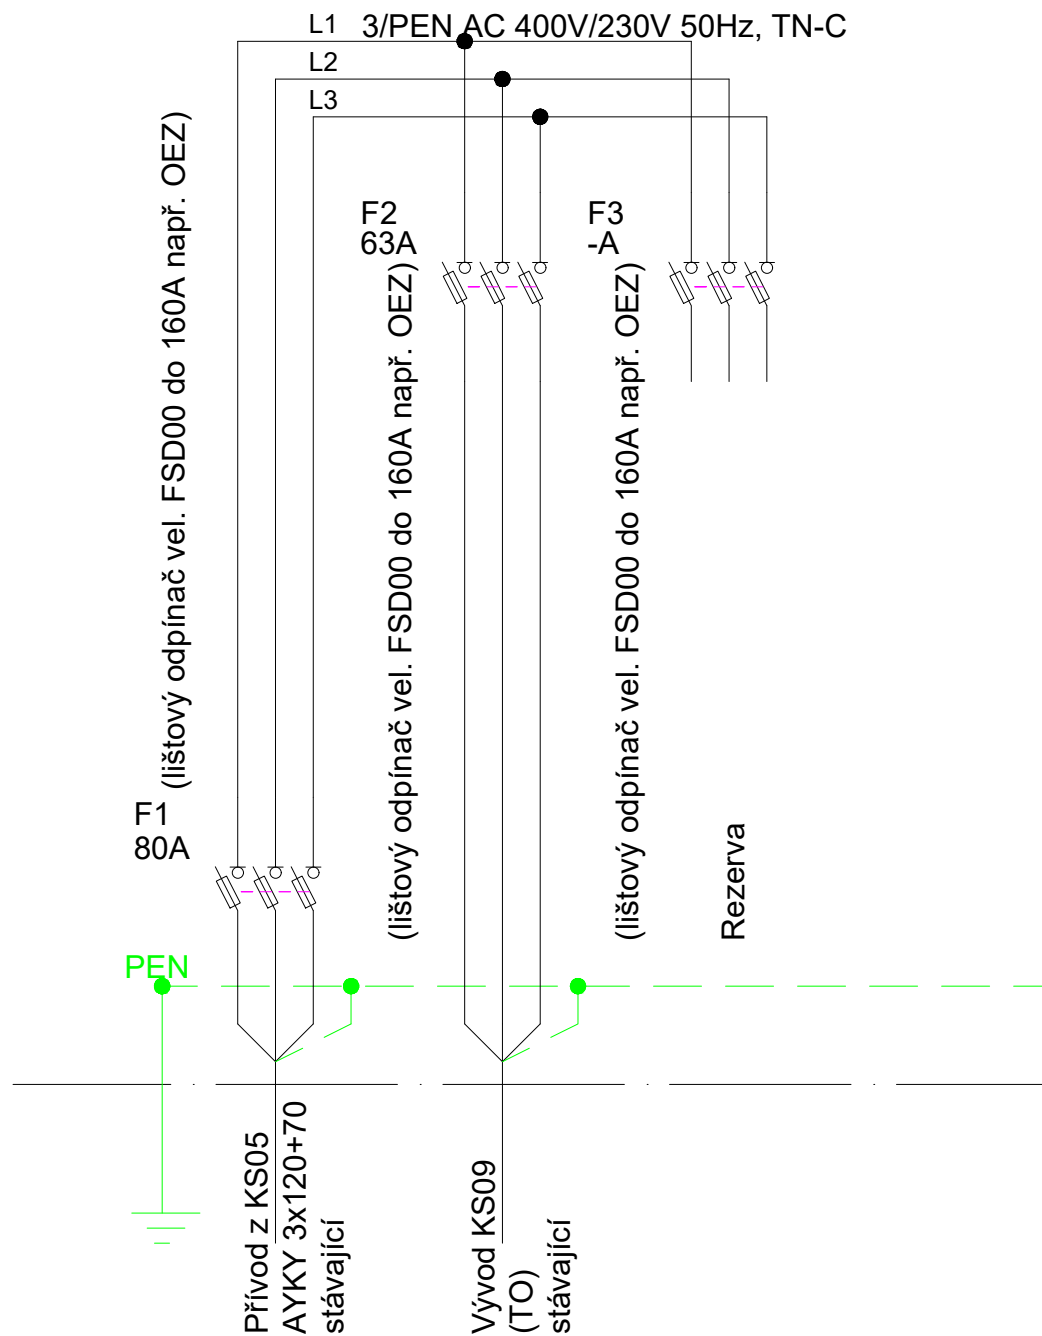 L1 3/PEN AC 400V/230V 50Hz, TN-C
L2
L3
(lištový odpínač vel. FSD00 do 160A např. OEZ)
F2
63A
(lištový odpínač vel. FSD00 do 160A např. OEZ)
F3
-A
(lištový odpínač vel. FSD00 do 160A např. OEZ)
F1
80A
Rezerva
PEN
Přívod z KS05
AYKY 3x120+70
stávající
Vývod KS09
(TO)
stávající